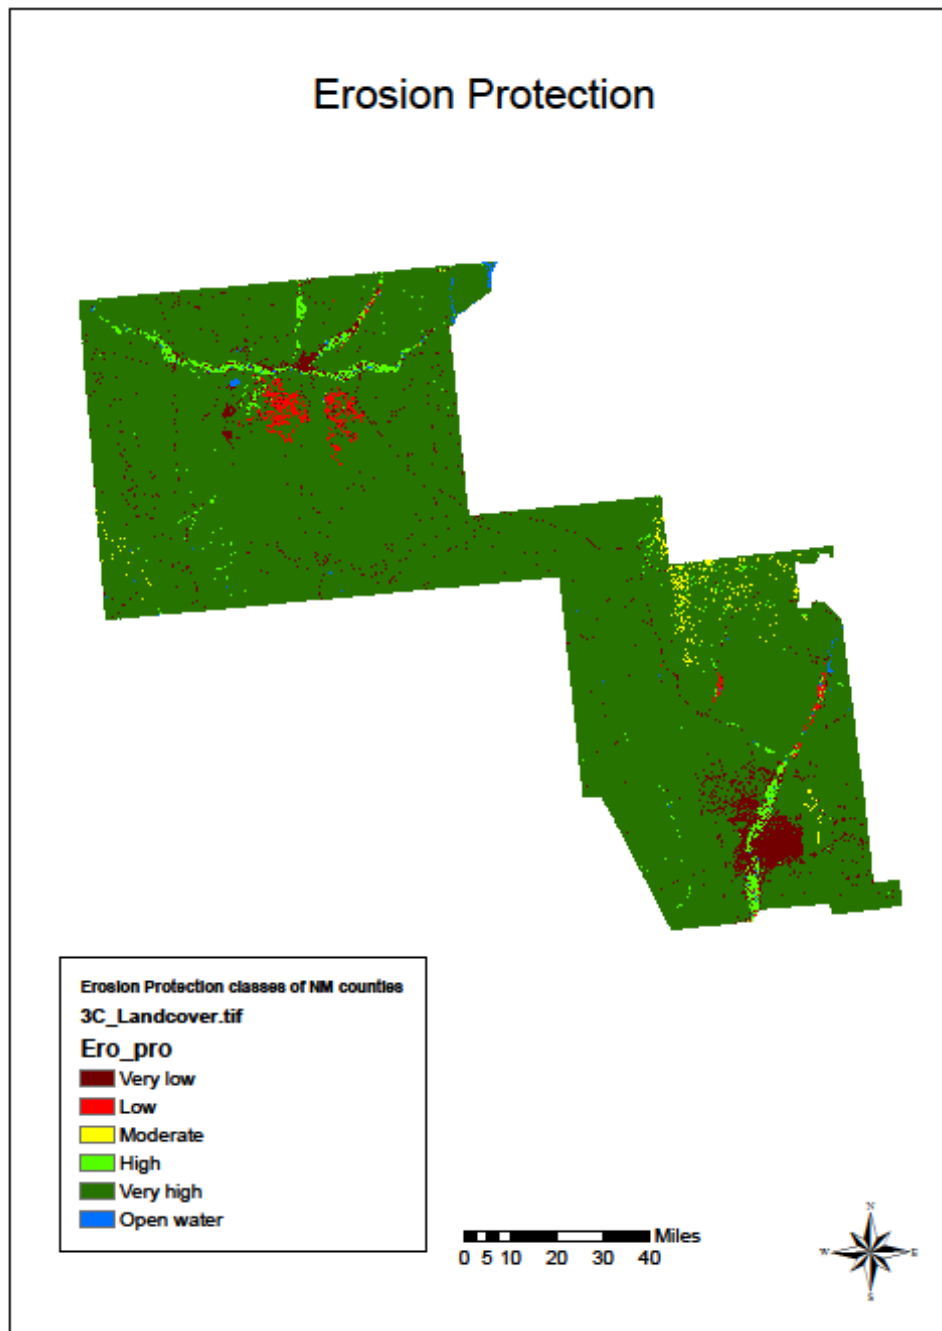 Erosion Protection
Erosion Protection classes of NM counties
3C_Landcover.tif
Ero_pro
Very low
Low
Moderate
High
Very high
Open water
Miles
0 5 10 20 30 40
N
W E
S